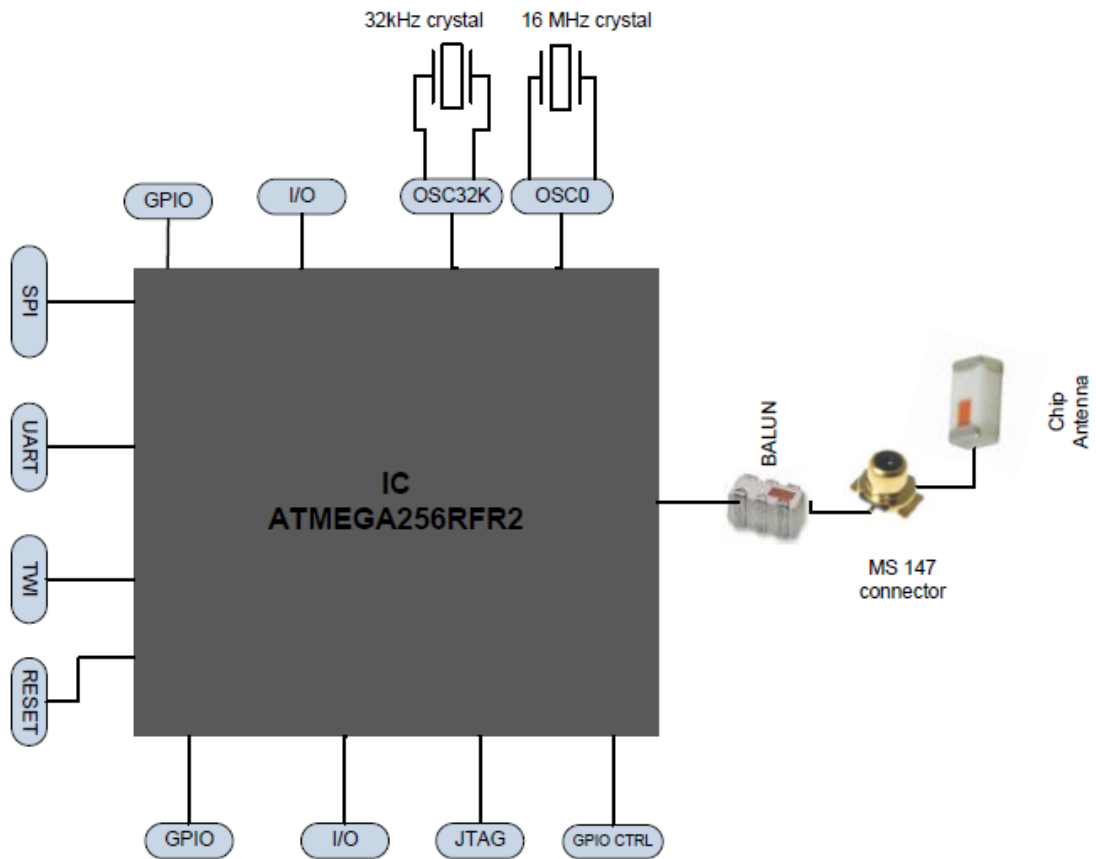 32kHz crystal
16 MHz crystal
GPIO
I/O
OSC32K
OSC0
SPI
UART
TWI
RESET
IC
ATMEGA256RFR2
BALUN
MS 147
connector
Chip
Antenna
GPIO
I/O
JTAG
GPIO CTRL